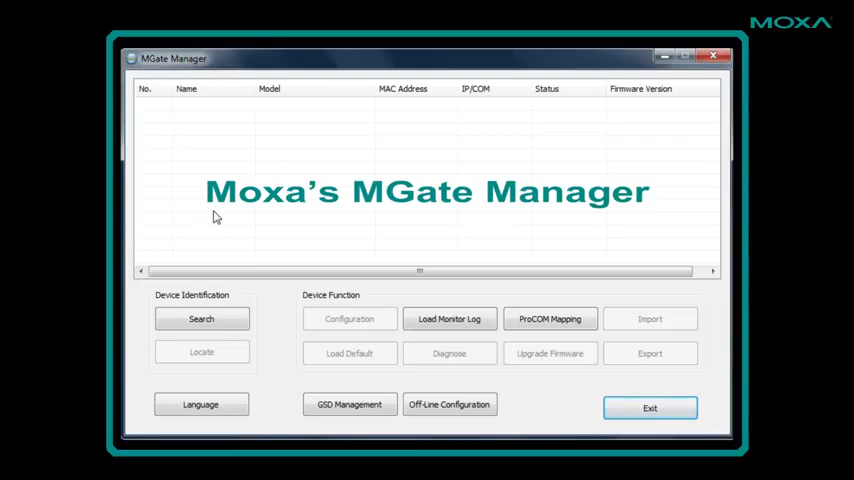 MOXA
MGate Manager
No. Name Model MAC Address IP/COM Status Firmware Version
Moxa's MGate Manager
Device Identification Device Function
Search Configuration Load Monitor Log ProCOM Mapping Import
Locate Load Default Diagnose Upgrade Firmware Export
Language GSD Management Off-Line Configuration Exit